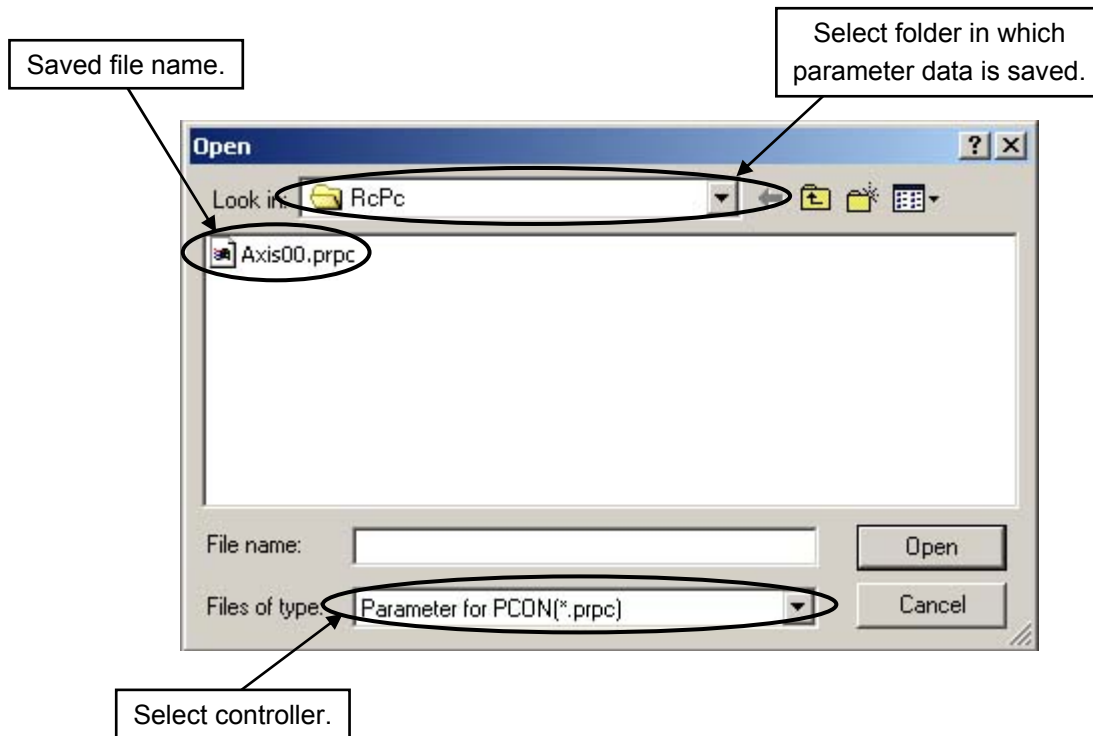 Saved file name.
Select folder in which
parameter data is saved.
Open
Look in: RcPc
Axis00.prpc
File name:
Open
Files of type: Parameter for PCON(*.prpc)
Cancel
Select controller.